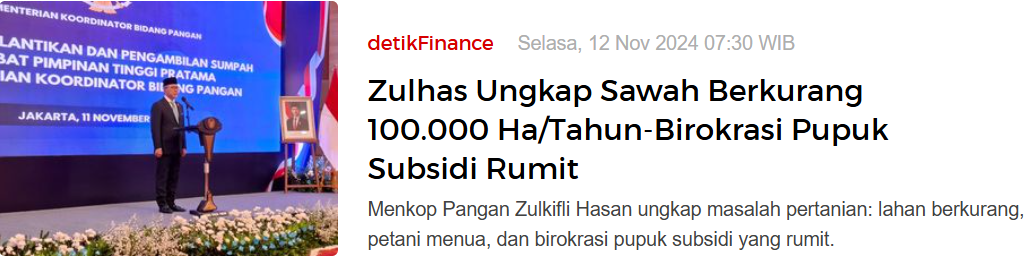 MENTERIAN KOORDINATOR BIDANG PANGAN
LANTIKAN DAN PENGAMBILAN SUMPAH
BAT PIMPINAN TINGGI PRATAMA
RIAN KOORDINATOR BIDANG PANGAN
JAKARTA, 11 NOVEMBER
detikFinance Selasa, 12 Nov 2024 07:30 WIB
Zulhas Ungkap Sawah Berkurang
100.000 Ha/Tahun-Birokrasi Pupuk
Subsidi Rumit
Menkop Pangan Zulkifli Hasan ungkap masalah pertanian: lahan berkurang,
petani menua, dan birokrasi pupuk subsidi yang rumit.